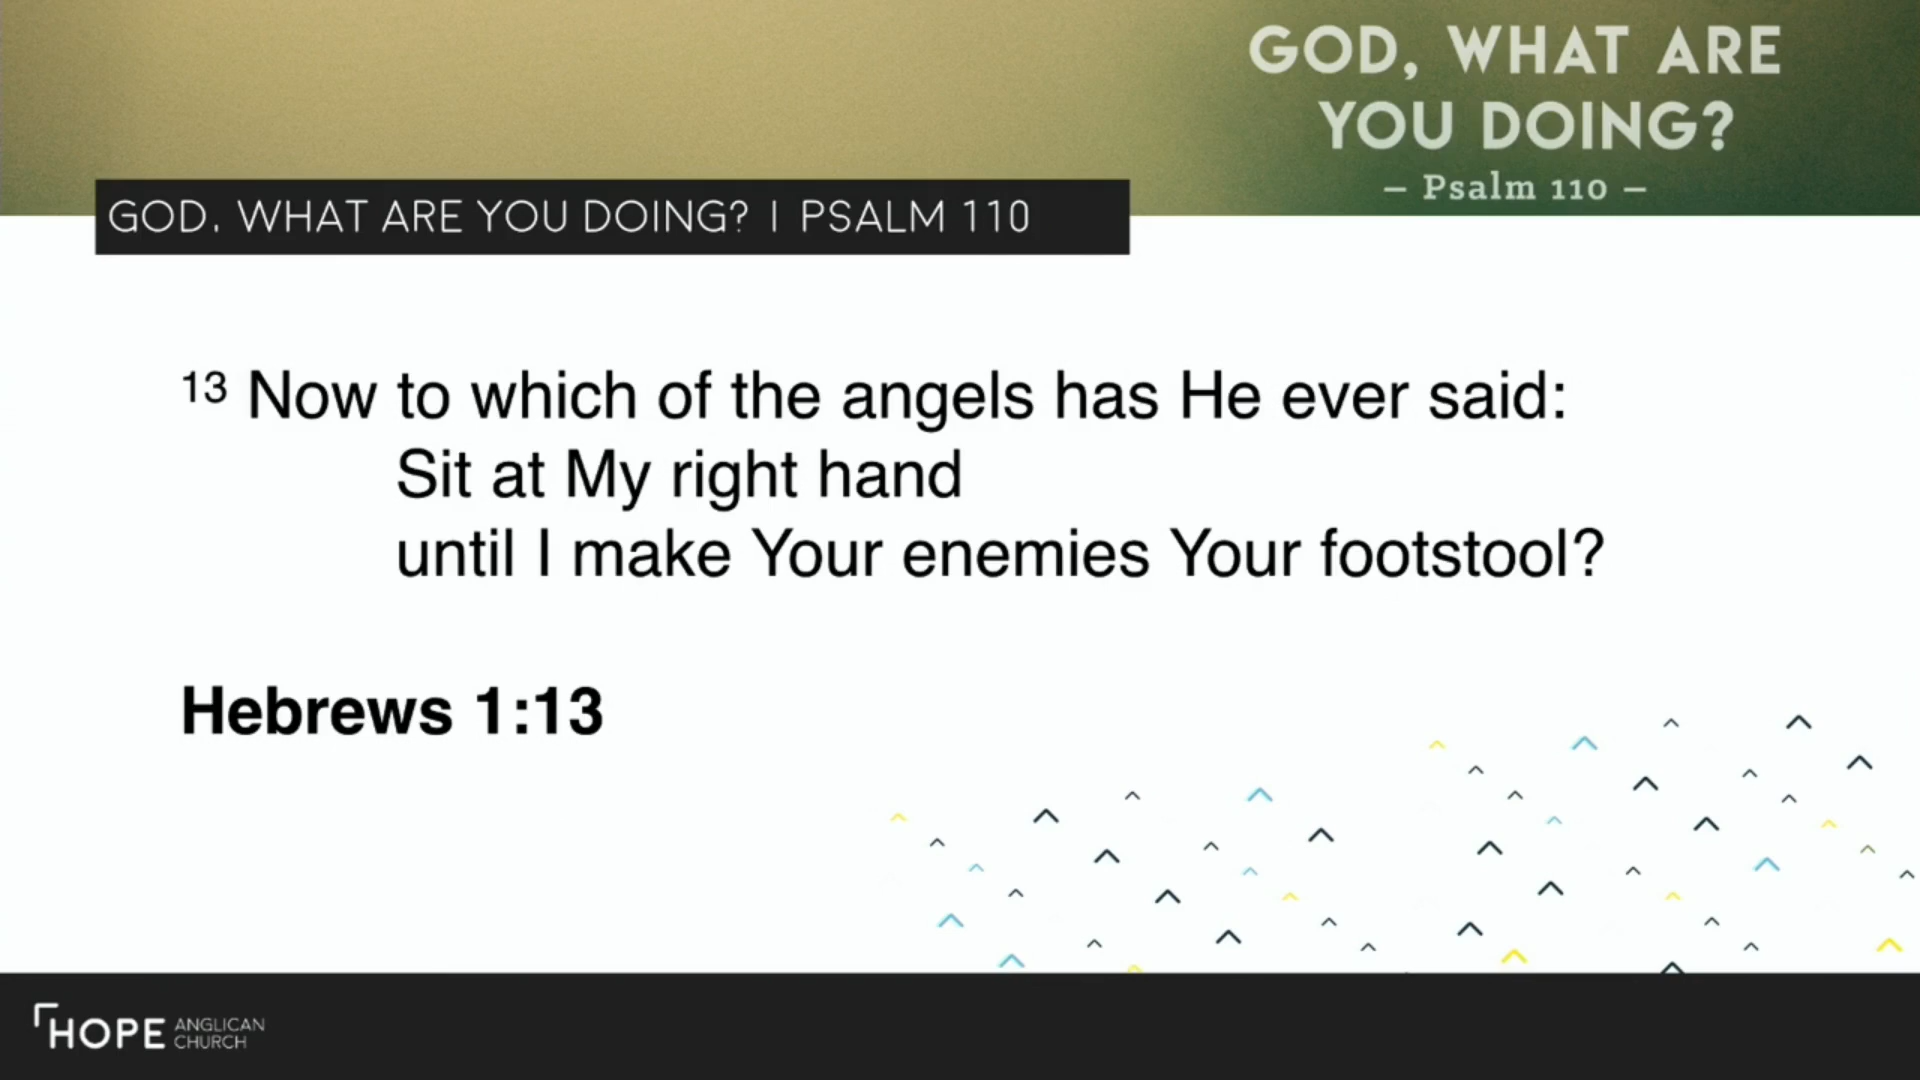 GOD, WHAT ARE
YOU DOING?
– Psalm 110 –
GOD, WHAT ARE YOU DOING? | PSALM 110
13 Now to which of the angels has He ever said:
Sit at My right hand
until I make Your enemies Your footstool?
Hebrews 1:13
HOPE ANGLICAN
CHURCH